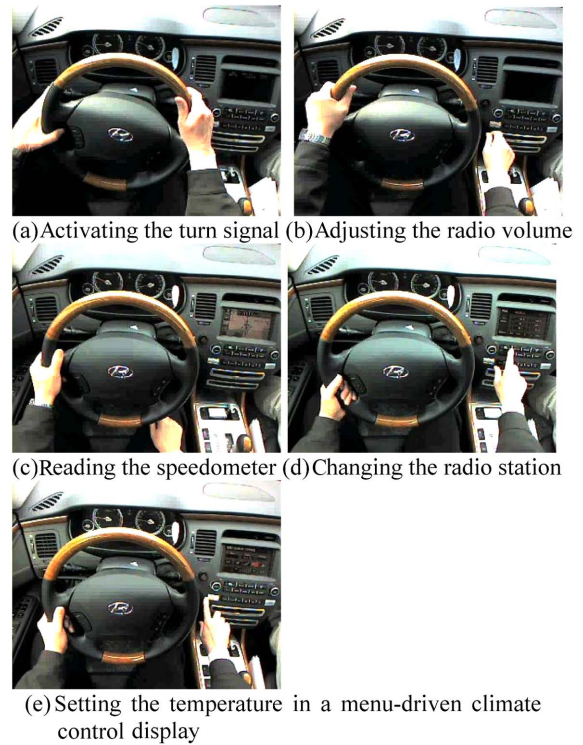 (a)Activating the turn signal (b)Adjusting the radio volume
(c)Reading the speedometer (d)Changing the radio station
(e) Setting the temperature in a menu-driven climate
control display